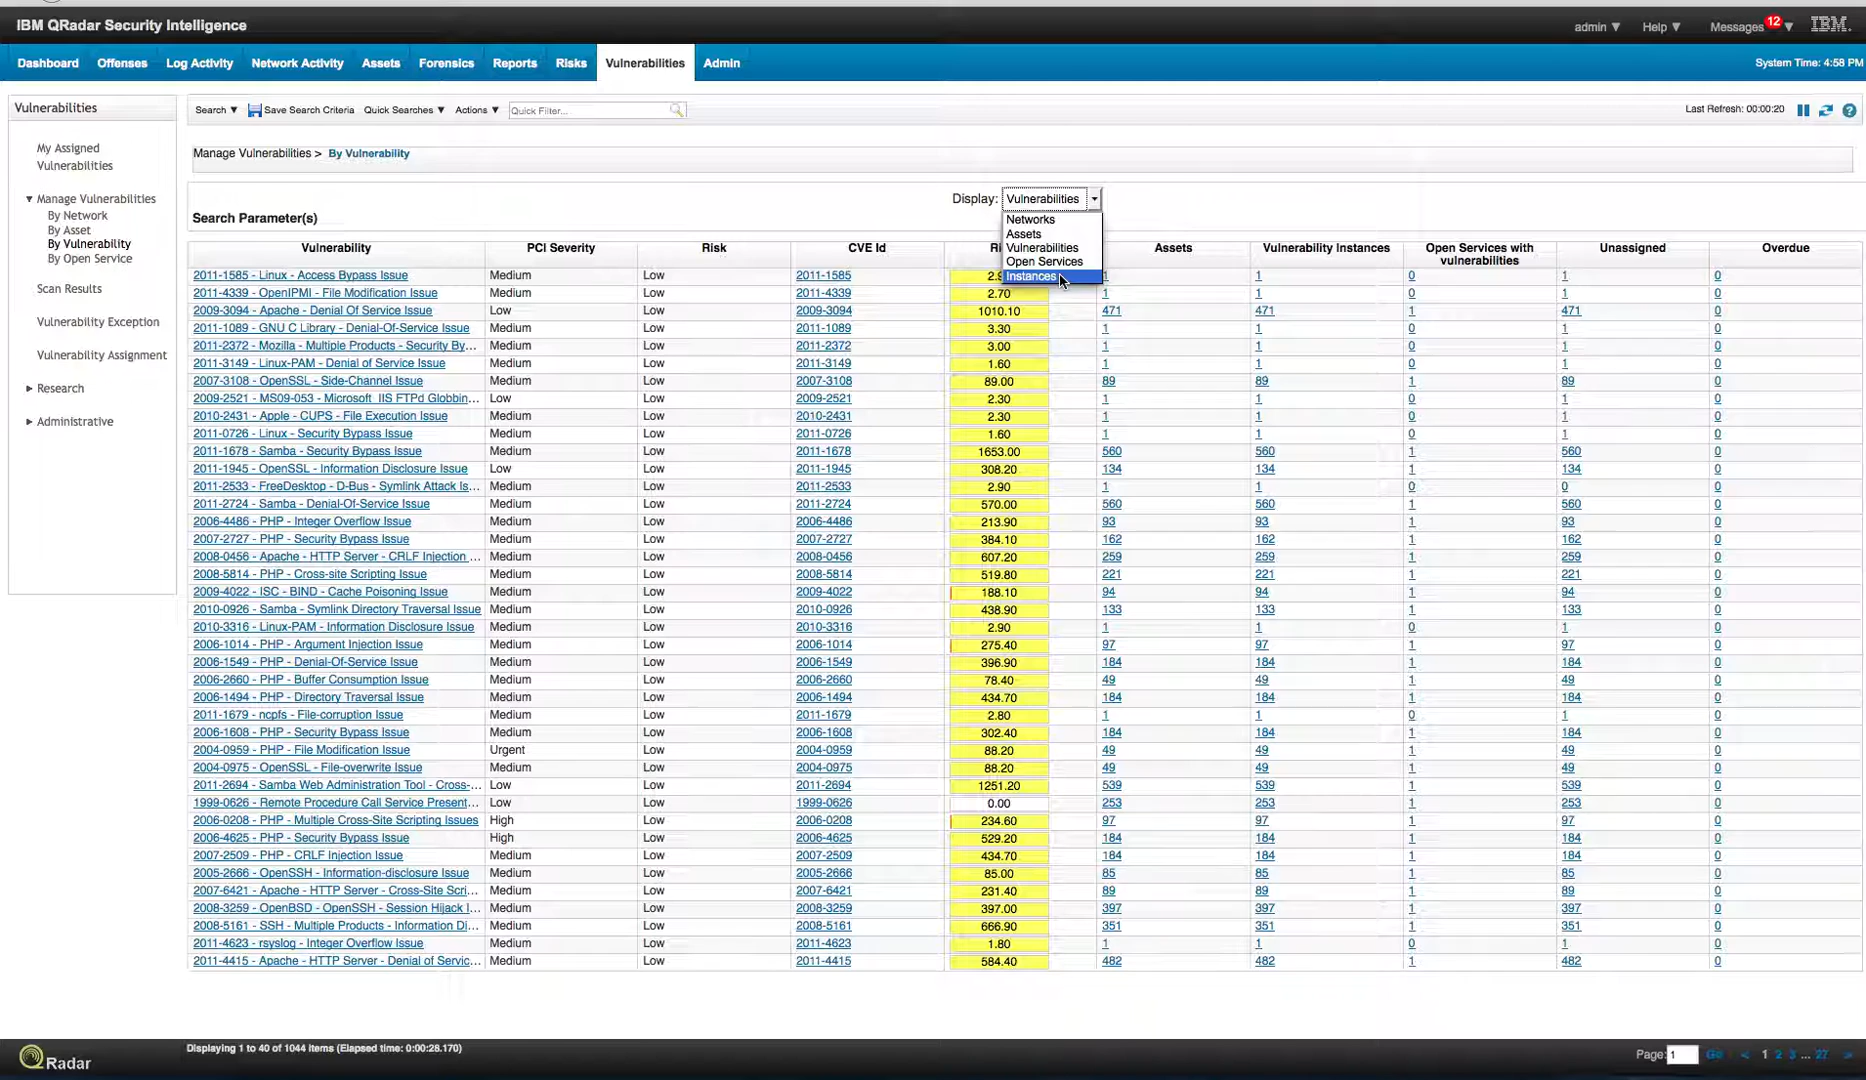 IBM QRadar Security Intelligence
admin ▼ Help ▼ Messages 12 ▼ IBM.
Dashboard Offenses Log Activity Network Activity Assets Forensics Reports Risks Vulnerabilities Admin System Time: 4:58 PM
Vulnerabilities
My Assigned
Vulnerabilities
▼ Manage Vulnerabilities
By Network
By Asset
By Vulnerability
By Open Service
Scan Results
Vulnerability Exception
Vulnerability Assignment
▶ Research
▶ Administrative
Search ▼ Save Search Criteria Quick Searches ▼ Actions ▼ Quick Filter... Last Refresh: 00:00:20
Manage Vulnerabilities > By Vulnerability
Display: Vulnerabilities
Networks
Assets
Vulnerabilities
Open Services
Instances
Search Parameter(s)
Vulnerability PCI Severity Risk CVE Id Assets Vulnerability Instances Open Services with vulnerabilities Unassigned Overdue
2011-1585 - Linux - Access Bypass Issue Medium Low 2011-1585 1 1 0 1 0
2011-4339 - OpenIPMI - File Modification Issue Medium Low 2011-4339 2.70 1 1 0 1 0
2009-3094 - Apache - Denial Of Service Issue Low Low 2009-3094 1010.10 471 471 1 471 0
2011-1089 - GNU C Library - Denial-Of-Service Issue Medium Low 2011-1089 3.30 1 1 0 1 0
2011-2372 - Mozilla - Multiple Products - Security By... Medium Low 2011-2372 3.00 1 1 0 1 0
2011-3149 - Linux-PAM - Denial of Service Issue Medium Low 2011-3149 1.60 1 1 0 1 0
2007-3108 - OpenSSL - Side-Channel Issue Medium Low 2007-3108 89.00 89 89 1 89 0
2009-2521 - MS09-053 - Microsoft IIS FTPd Globbin... Low Low 2009-2521 2.30 1 1 0 1 0
2010-2431 - Apple - CUPS - File Execution Issue Medium Low 2010-2431 2.30 1 1 0 1 0
2011-0726 - Linux - Security Bypass Issue Medium Low 2011-0726 1.60 1 1 0 1 0
2011-1678 - Samba - Security Bypass Issue Medium Low 2011-1678 1653.00 560 560 1 560 0
2011-1945 - OpenSSL - Information Disclosure Issue Low Low 2011-1945 308.20 134 134 1 134 0
2011-2533 - FreeDesktop - D-Bus - Symlink Attack Is... Medium Low 2011-2533 2.90 1 1 0 0 0
2011-2724 - Samba - Denial-Of-Service Issue Medium Low 2011-2724 570.00 560 560 1 560 0
2006-4486 - PHP - Integer Overflow Issue Medium Low 2006-4486 213.90 93 93 1 93 0
2007-2727 - PHP - Security Bypass Issue Medium Low 2007-2727 384.10 162 162 1 162 0
2008-0456 - Apache - HTTP Server - CRLF Injection ... Medium Low 2008-0456 607.20 259 259 1 259 0
2008-5814 - PHP - Cross-site Scripting Issue Medium Low 2008-5814 519.80 221 221 1 221 0
2009-4022 - ISC - BIND - Cache Poisoning Issue Medium Low 2009-4022 188.10 94 94 1 94 0
2010-0926 - Samba - Symlink Directory Traversal Issue Medium Low 2010-0926 438.90 133 133 1 133 0
2010-3316 - Linux-PAM - Information Disclosure Issue Medium Low 2010-3316 2.90 1 1 0 1 0
2006-1014 - PHP - Argument Injection Issue Medium Low 2006-1014 275.40 97 97 1 97 0
2006-1549 - PHP - Denial-Of-Service Issue Medium Low 2006-1549 396.90 184 184 1 184 0
2006-2660 - PHP - Buffer Consumption Issue Medium Low 2006-2660 78.40 49 49 1 49 0
2006-1494 - PHP - Directory Traversal Issue Medium Low 2006-1494 434.70 184 184 1 184 0
2011-1679 - ncpfs - File-corruption Issue Medium Low 2011-1679 2.80 1 1 0 1 0
2006-1608 - PHP - Security Bypass Issue Medium Low 2006-1608 302.40 184 184 1 184 0
2004-0959 - PHP - File Modification Issue Urgent Low 2004-0959 88.20 49 49 1 49 0
2004-0975 - OpenSSL - File-overwrite Issue Medium Low 2004-0975 88.20 49 49 1 49 0
2011-2694 - Samba Web Administration Tool - Cross-... Low Low 2011-2694 1251.20 539 539 1 539 0
1999-0626 - Remote Procedure Call Service Present... Low Low 1999-0626 0.00 253 253 1 253 0
2006-0208 - PHP - Multiple Cross-Site Scripting Issues High Low 2006-0208 234.60 97 97 1 97 0
2006-4625 - PHP - Security Bypass Issue High Low 2006-4625 529.20 184 184 1 184 0
2007-2509 - PHP - CRLF Injection Issue Medium Low 2007-2509 434.70 184 184 1 184 0
2005-2666 - OpenSSH - Information-disclosure Issue Medium Low 2005-2666 85.00 85 85 1 85 0
2007-6421 - Apache - HTTP Server - Cross-Site Scri... Medium Low 2007-6421 231.40 89 89 1 89 0
2008-3259 - OpenBSD - OpenSSH - Session Hijack I... Medium Low 2008-3259 397.00 397 397 1 397 0
2008-5161 - SSH - Multiple Products - Information Di... Medium Low 2008-5161 666.90 351 351 1 351 0
2011-4623 - rsyslog - Integer Overflow Issue Medium Low 2011-4623 1.80 1 1 0 1 0
2011-4415 - Apache - HTTP Server - Denial of Servic... Medium Low 2011-4415 584.40 482 482 1 482 0
QRadar
Displaying 1 to 40 of 1044 items (Elapsed time: 0:00:28.170)
Page: 1 Go < 1 2 3 ... 27 >